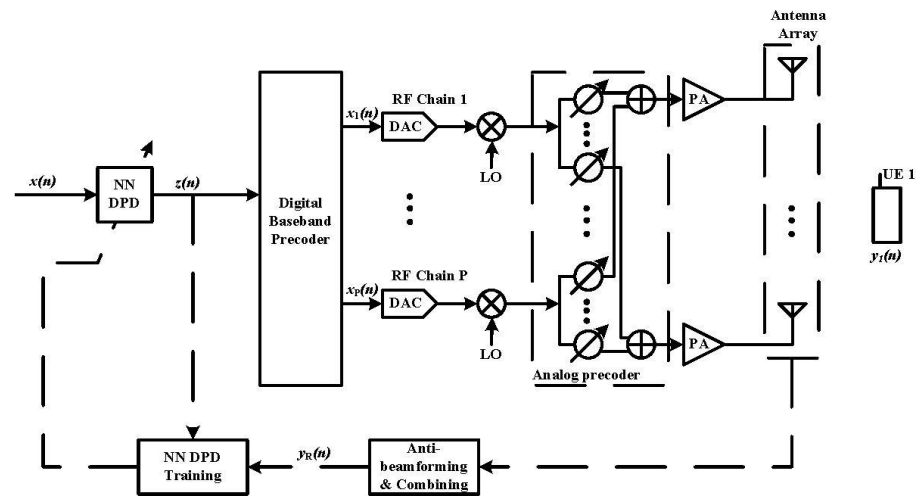 Antenna
Array
x(n)
NN
DPD
z(n)
Digital
Baseband
Precoder
x1(n)
RF Chain 1
DAC
LO
PA
UE 1
y1(n)
xP(n)
RF Chain P
DAC
LO
PA
Analog precoder
NN DPD
Training
yR(n)
Anti-
beamforming
& Combining